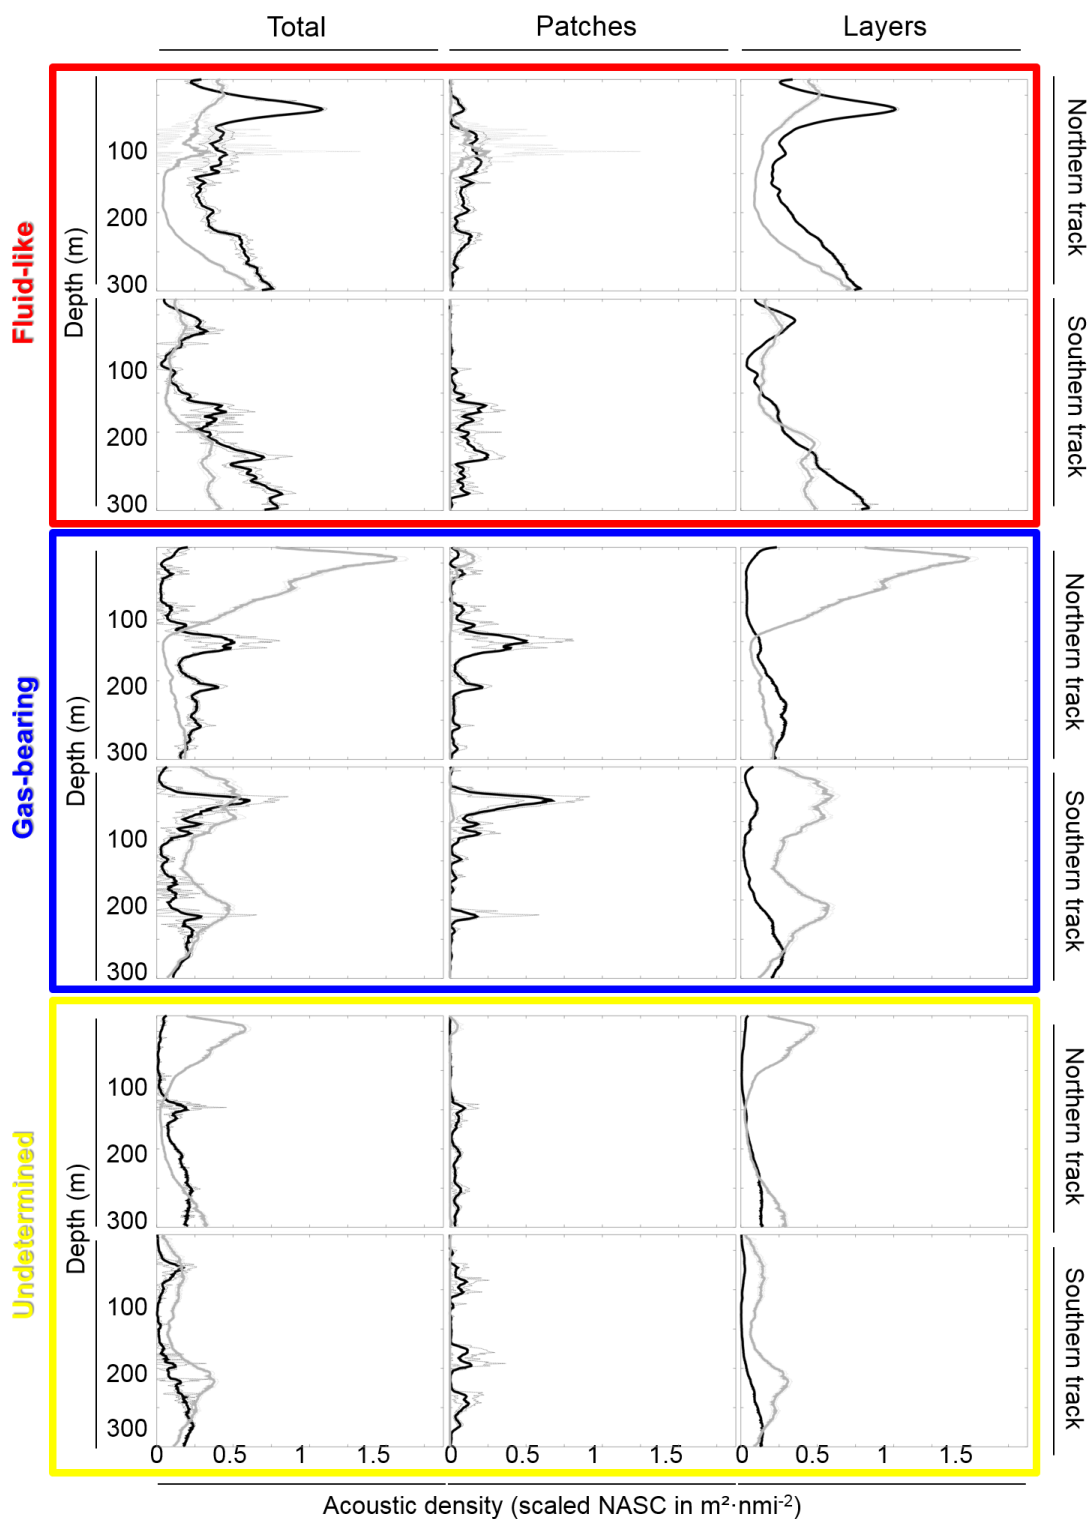 Total Patches Layers
Fluid-like
Depth (m)
100
200
300
Northern track
100
200
300
Southern track
Gas-bearing
Depth (m)
100
200
300
Northern track
100
200
300
Southern track
Undetermined
Depth (m)
100
200
300
Northern track
100
200
300
Southern track
0 0.5 1 1.5 0 0.5 1 1.5 0 0.5 1 1.5
Acoustic density (scaled NASC in m²·nmi⁻²)